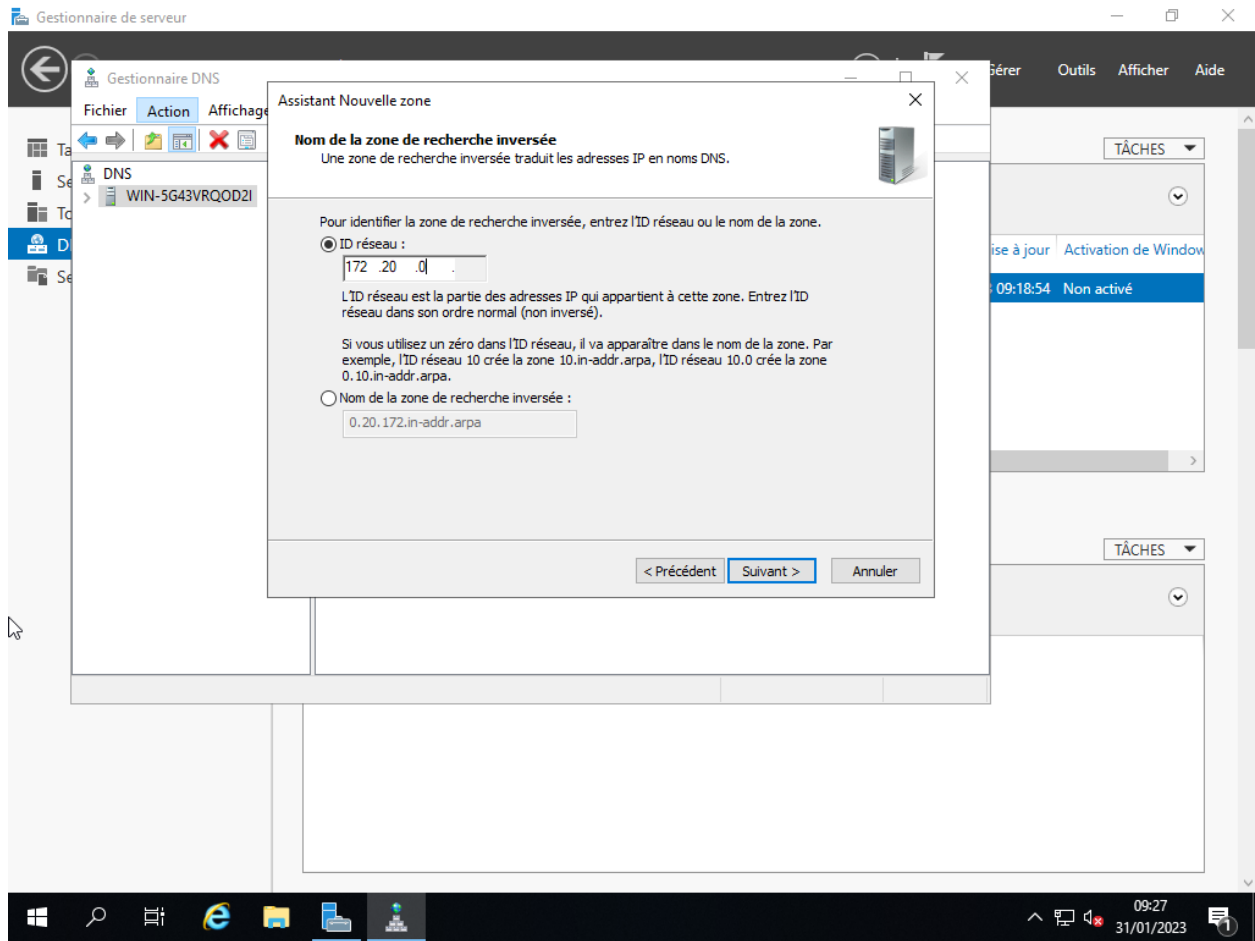 Gestionnaire de serveur
Gérer Outils Afficher Aide
Gestionnaire DNS
Fichier Action Affichage
DNS
WIN-5G43VRQOD2I
Assistant Nouvelle zone
Nom de la zone de recherche inversée
Une zone de recherche inversée traduit les adresses IP en noms DNS.
Pour identifier la zone de recherche inversée, entrez l'ID réseau ou le nom de la zone.
ID réseau :
172 .20 .0 .
L'ID réseau est la partie des adresses IP qui appartient à cette zone. Entrez l'ID
réseau dans son ordre normal (non inversé).
Si vous utilisez un zéro dans l'ID réseau, il va apparaître dans le nom de la zone. Par
exemple, l'ID réseau 10 crée la zone 10.in-addr.arpa, l'ID réseau 10.0 crée la zone
0.10.in-addr.arpa.
Nom de la zone de recherche inversée :
0.20.172.in-addr.arpa
< Précédent Suivant > Annuler
TÂCHES
ise à jour Activation de Window
09:18:54 Non activé
TÂCHES
09:27
31/01/2023
1